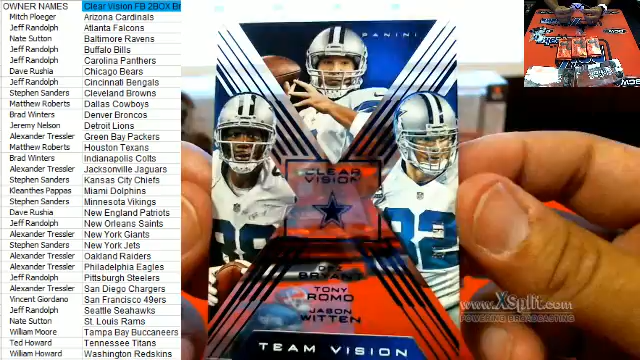 OWNER NAMES Clear Vision FB 2BOX Br
Mitch Ploeger Arizona Cardinals
Jeff Randolph Atlanta Falcons
Nate Sutton Baltimore Ravens
Jeff Randolph Buffalo Bills
Jeff Randolph Carolina Panthers
Dave Rushia Chicago Bears
Jeff Randolph Cincinnati Bengals
Stephen Sanders Cleveland Browns
Matthew Roberts Dallas Cowboys
Brad Winters Denver Broncos
Jeremy Nelson Detroit Lions
Alexander Tressler Green Bay Packers
Matthew Roberts Houston Texans
Brad Winters Indianapolis Colts
Alexander Tressler Jacksonville Jaguars
Stephen Sanders Kansas City Chiefs
Kleanthes Pappas Miami Dolphins
Stephen Sanders Minnesota Vikings
Dave Rushia New England Patriots
Jeff Randolph New Orleans Saints
Alexander Tressler New York Giants
Stephen Sanders New York Jets
Alexander Tressler Oakland Raiders
Alexander Tressler Philadelphia Eagles
Jeff Randolph Pittsburgh Steelers
Alexander Tressler San Diego Chargers
Vincent Giordano San Francisco 49ers
Jeff Randolph Seattle Seahawks
Nate Sutton St. Louis Rams
William Moore Tampa Bay Buccaneers
Ted Howard Tennessee Titans
William Howard Washington Redskins
PANINI
CLEAR
VISION
88
82
BRYANT
TONY
ROMO
JASON
WITTEN
TEAM VISION
www.XSplit.com
POWERING BROADCASTING